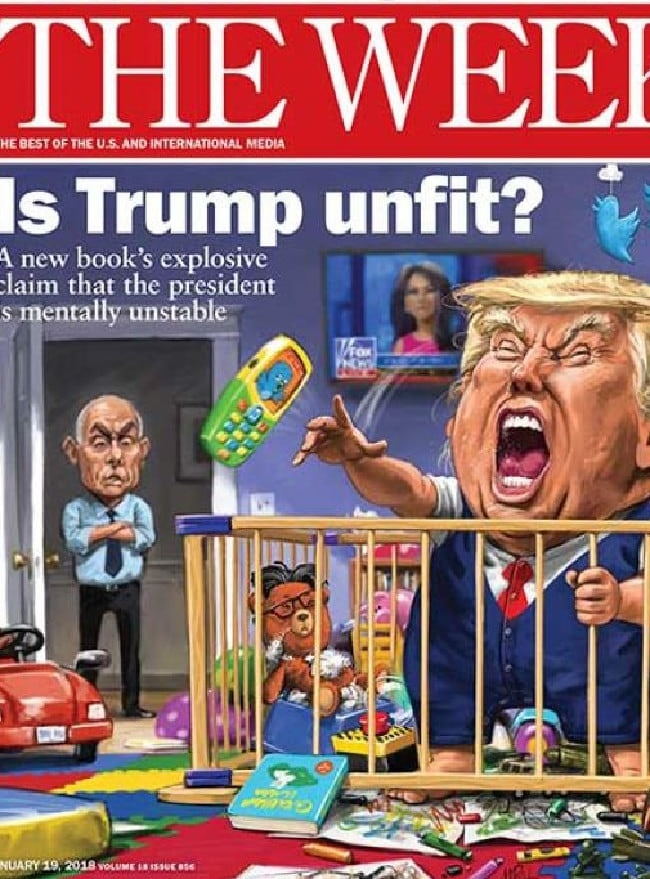 THE WEEK
THE BEST OF THE U.S. AND INTERNATIONAL MEDIA
Is Trump unfit?
A new book's explosive
claim that the president
is mentally unstable
FOX
NEWS
NUARY 19, 2018 VOLUME 18 ISSUE 856